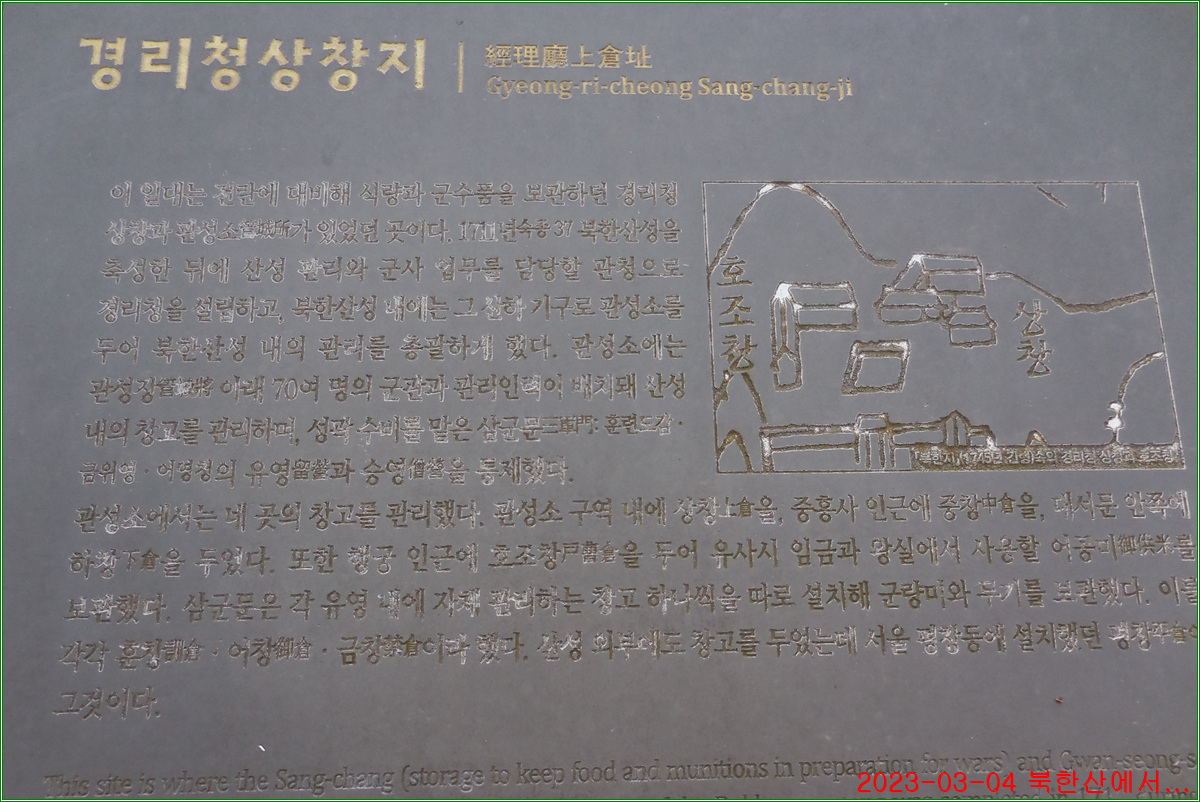 경리청상창지
經理廳上倉址
Gyeong-ri-cheong Sang-chang-ji
이 일대는 전란에 대비해 식량과 군수품을 보관하던 경리청
상창과 관성소管城所가 있었던 곳이다. 1711년숙종 37 북한산성을
축성한 뒤에 산성 관리와 군사 업무를 담당할 관청으로
경리청을 설립하고, 북한산성 내에는 그 산하 기구로 관성소를
두어 북한산성 내의 관리를 총괄하게 했다. 관성소에는
관성장管城將 이래 70여 명의 군관과 관리인력이 배치돼 산성
내의 창고를 관리하며, 성곽 수비를 맡은 삼군문三軍門: 훈련도감·
금위영·어영청의 유영留營과 승영僧營을 통제했다.
관성소에서는 네 곳의 창고를 관리했다. 관성소 구역 내에 상창上倉을, 중흥사 인근에 중창中倉을, 대서문 안쪽에
하창下倉을 두었다. 또한 행궁 인근에 호조창戶曹倉을 두어 유사시 임금과 왕실에서 사용할 어공미御供米를
보관했다. 삼군문은 각 유영 내에 자체 관리하는 창고 하나씩을 따로 설치해 군량미와 무기를 보관했다. 이를
각각 훈창訓倉·어창御倉·금창禁倉이라 했다. 산성 외부에도 창고를 두었는데 서울 평창동에 설치했던 평창平倉이
그것이다.
호조창
상창
This site is where the Sang-chang (storage to keep food and munitions in preparation for wars) and Gwan-seong-s
2023-03-04 북한산에서...